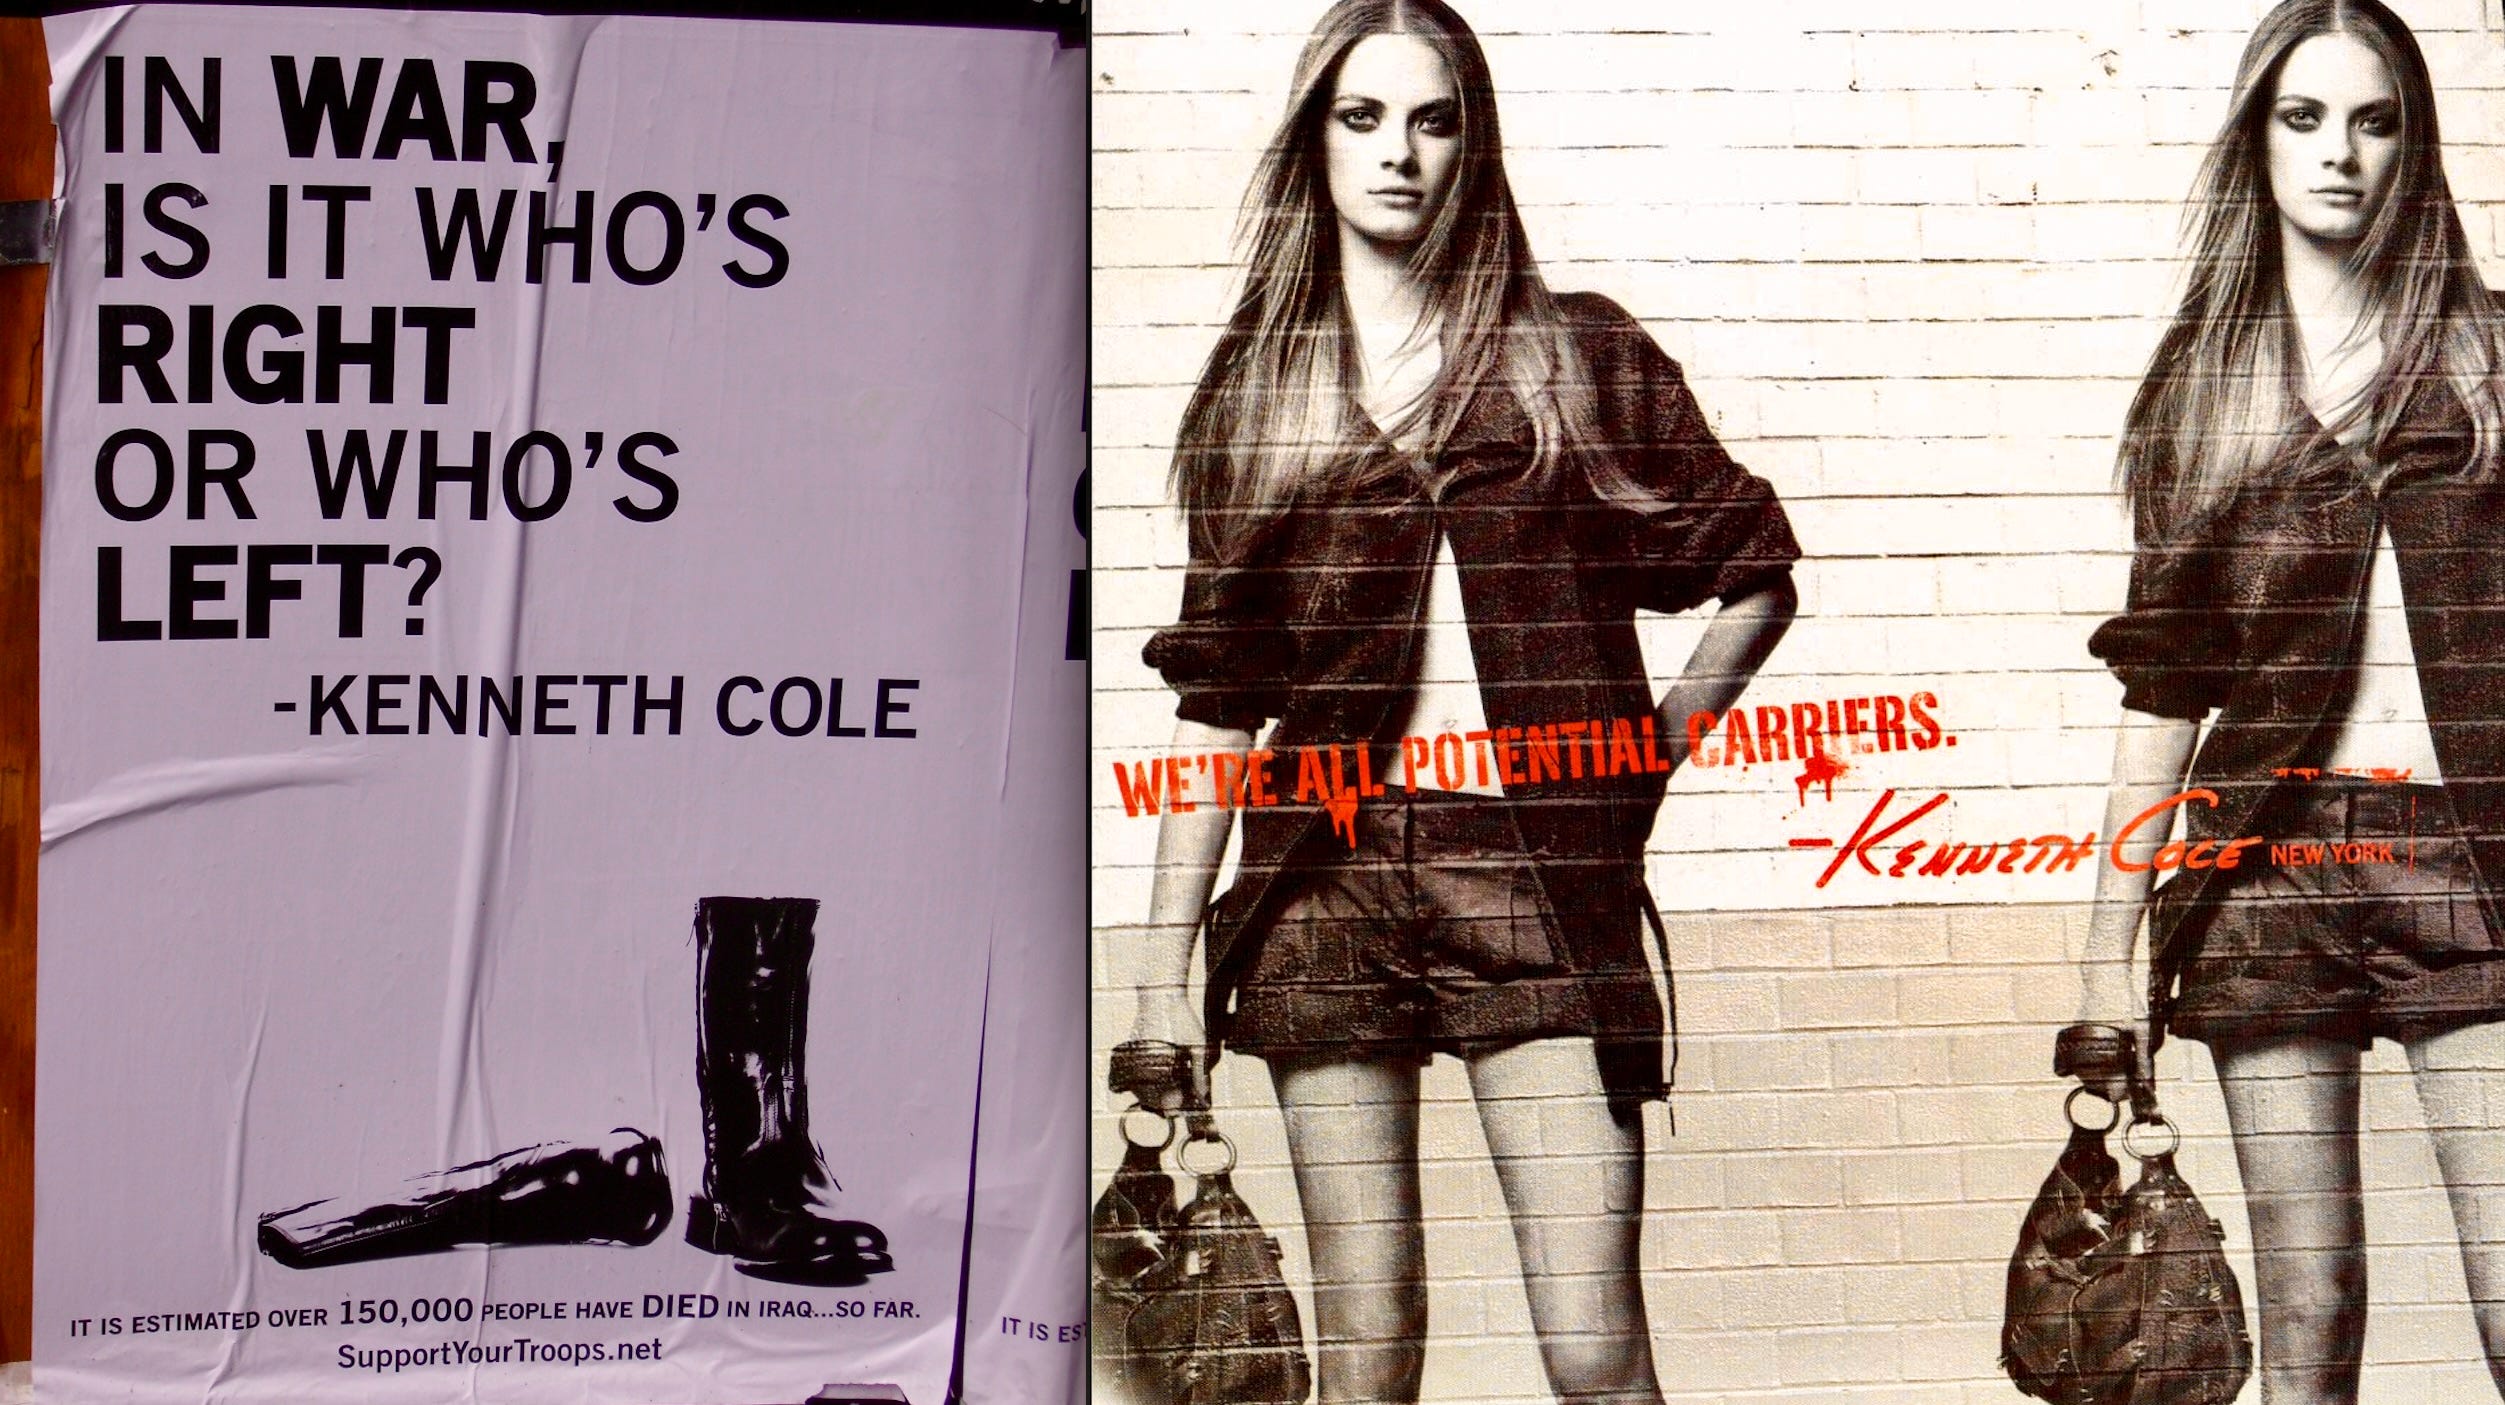 IN WAR,
IS IT WHO'S
RIGHT
OR WHO'S
LEFT?
-KENNETH COLE
IT IS ESTIMATED OVER 150,000 PEOPLE HAVE DIED IN IRAQ...SO FAR.
SupportYourTroops.net
IT IS
WE'RE ALL POTENTIAL CARRIERS.
-KENNETH COLE NEW YORK